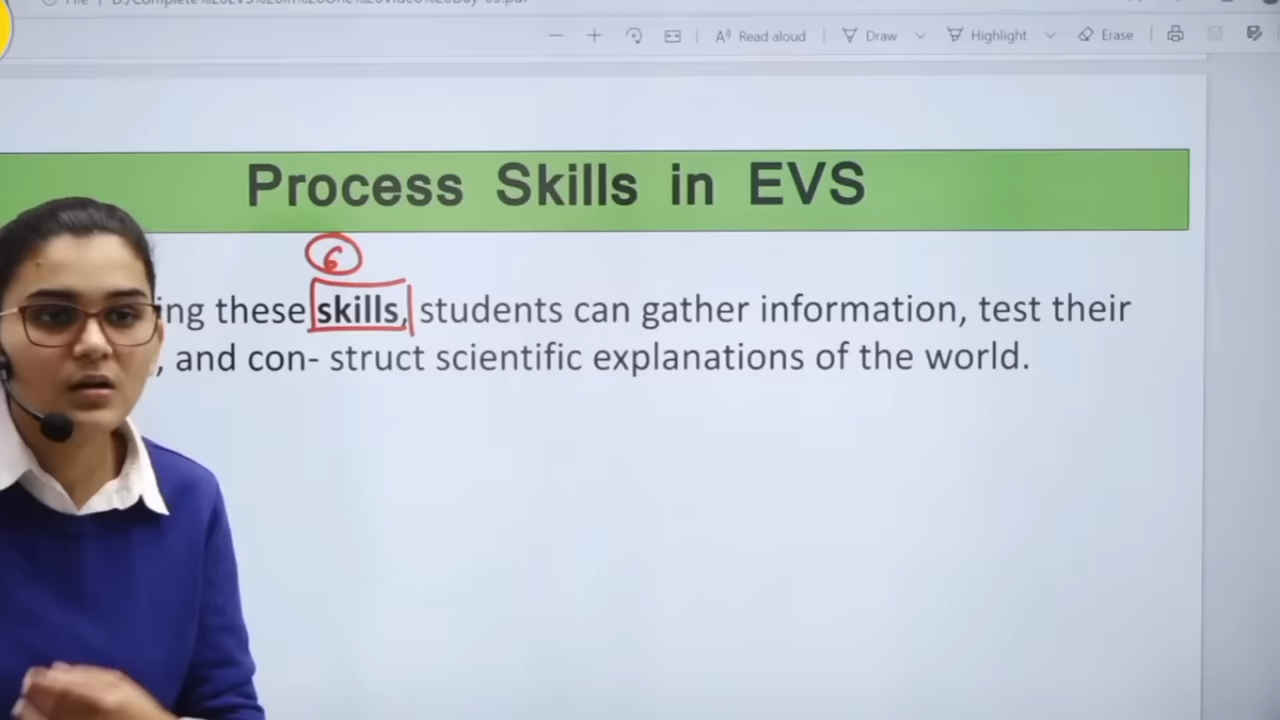 Read aloud Draw Highlight Erase
Process Skills in EVS
6
ing these skills, students can gather information, test their
, and con- struct scientific explanations of the world.